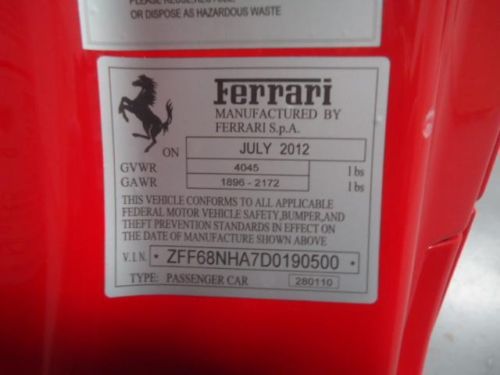 PLEASE REUSE, RECYCLE,
OR DISPOSE AS HAZARDOUS WASTE
Ferrari
MANUFACTURED BY
FERRARI S.p.A.
ON JULY 2012
GVWR 4045 lbs
GAWR 1896 - 2172 lbs
THIS VEHICLE CONFORMS TO ALL APPLICABLE
FEDERAL MOTOR VEHICLE SAFETY,BUMPER,AND
THEFT PREVENTION STANDARDS IN EFFECT ON
THE DATE OF MANUFACTURE SHOWN ABOVE
V.I.N. • ZFF68NHA7D0190500 •
TYPE: PASSENGER CAR 280110